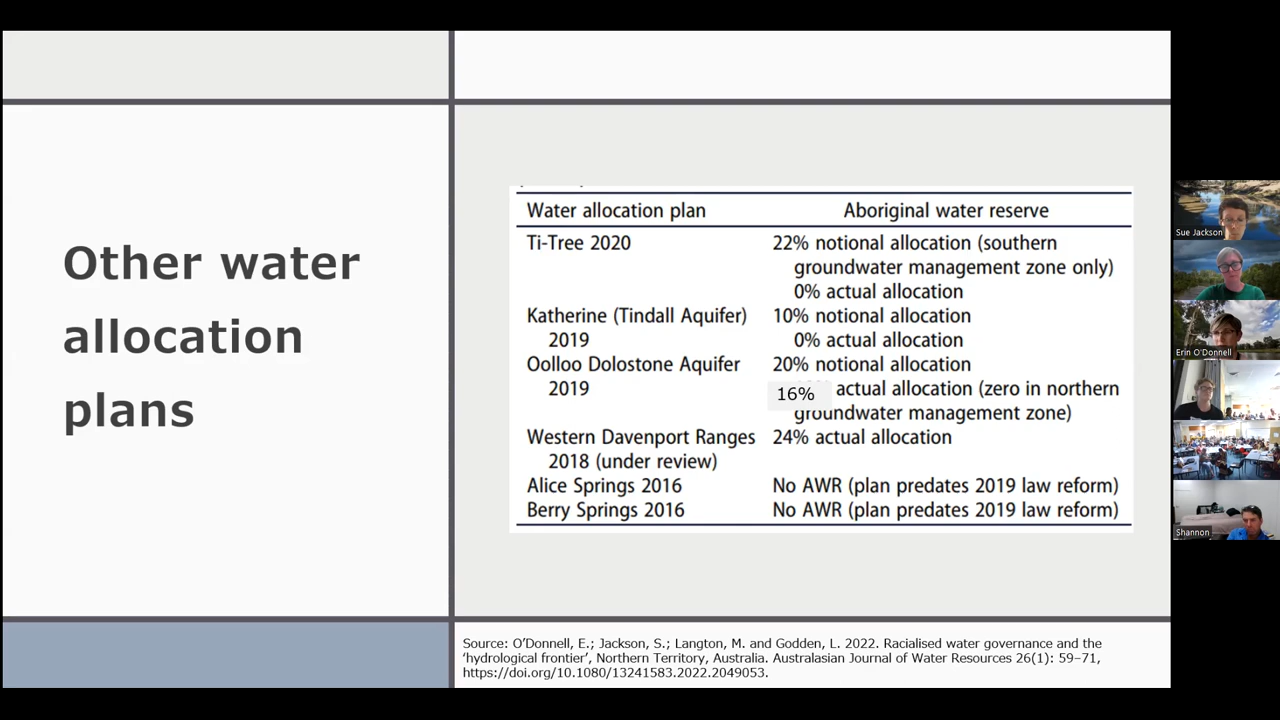 Other water
allocation
plans
Water allocation plan Aboriginal water reserve
Ti-Tree 2020 22% notional allocation (southern
groundwater management zone only)
0% actual allocation
Katherine (Tindall Aquifer) 10% notional allocation
2019 0% actual allocation
Oolloo Dolostone Aquifer 20% notional allocation
2019 16% actual allocation (zero in northern
groundwater management zone)
Western Davenport Ranges 24% actual allocation
2018 (under review)
Alice Springs 2016 No AWR (plan predates 2019 law reform)
Berry Springs 2016 No AWR (plan predates 2019 law reform)
Source: O'Donnell, E.; Jackson, S.; Langton, M. and Godden, L. 2022. Racialised water governance and the
'hydrological frontier', Northern Territory, Australia. Australasian Journal of Water Resources 26(1): 59–71,
https://doi.org/10.1080/13241583.2022.2049053.
Sue Jackson
Erin O'Donnell
Shannon